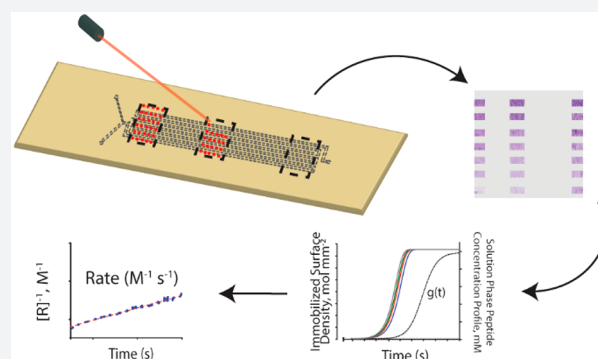 [R]⁻¹, M⁻¹
Rate (M⁻¹ s⁻¹)
Time (s)
Immobilized Surface
Density, mol mm⁻²
g(t)
Solution Phase Peptide
Concentration Profile, mM
Time (s)